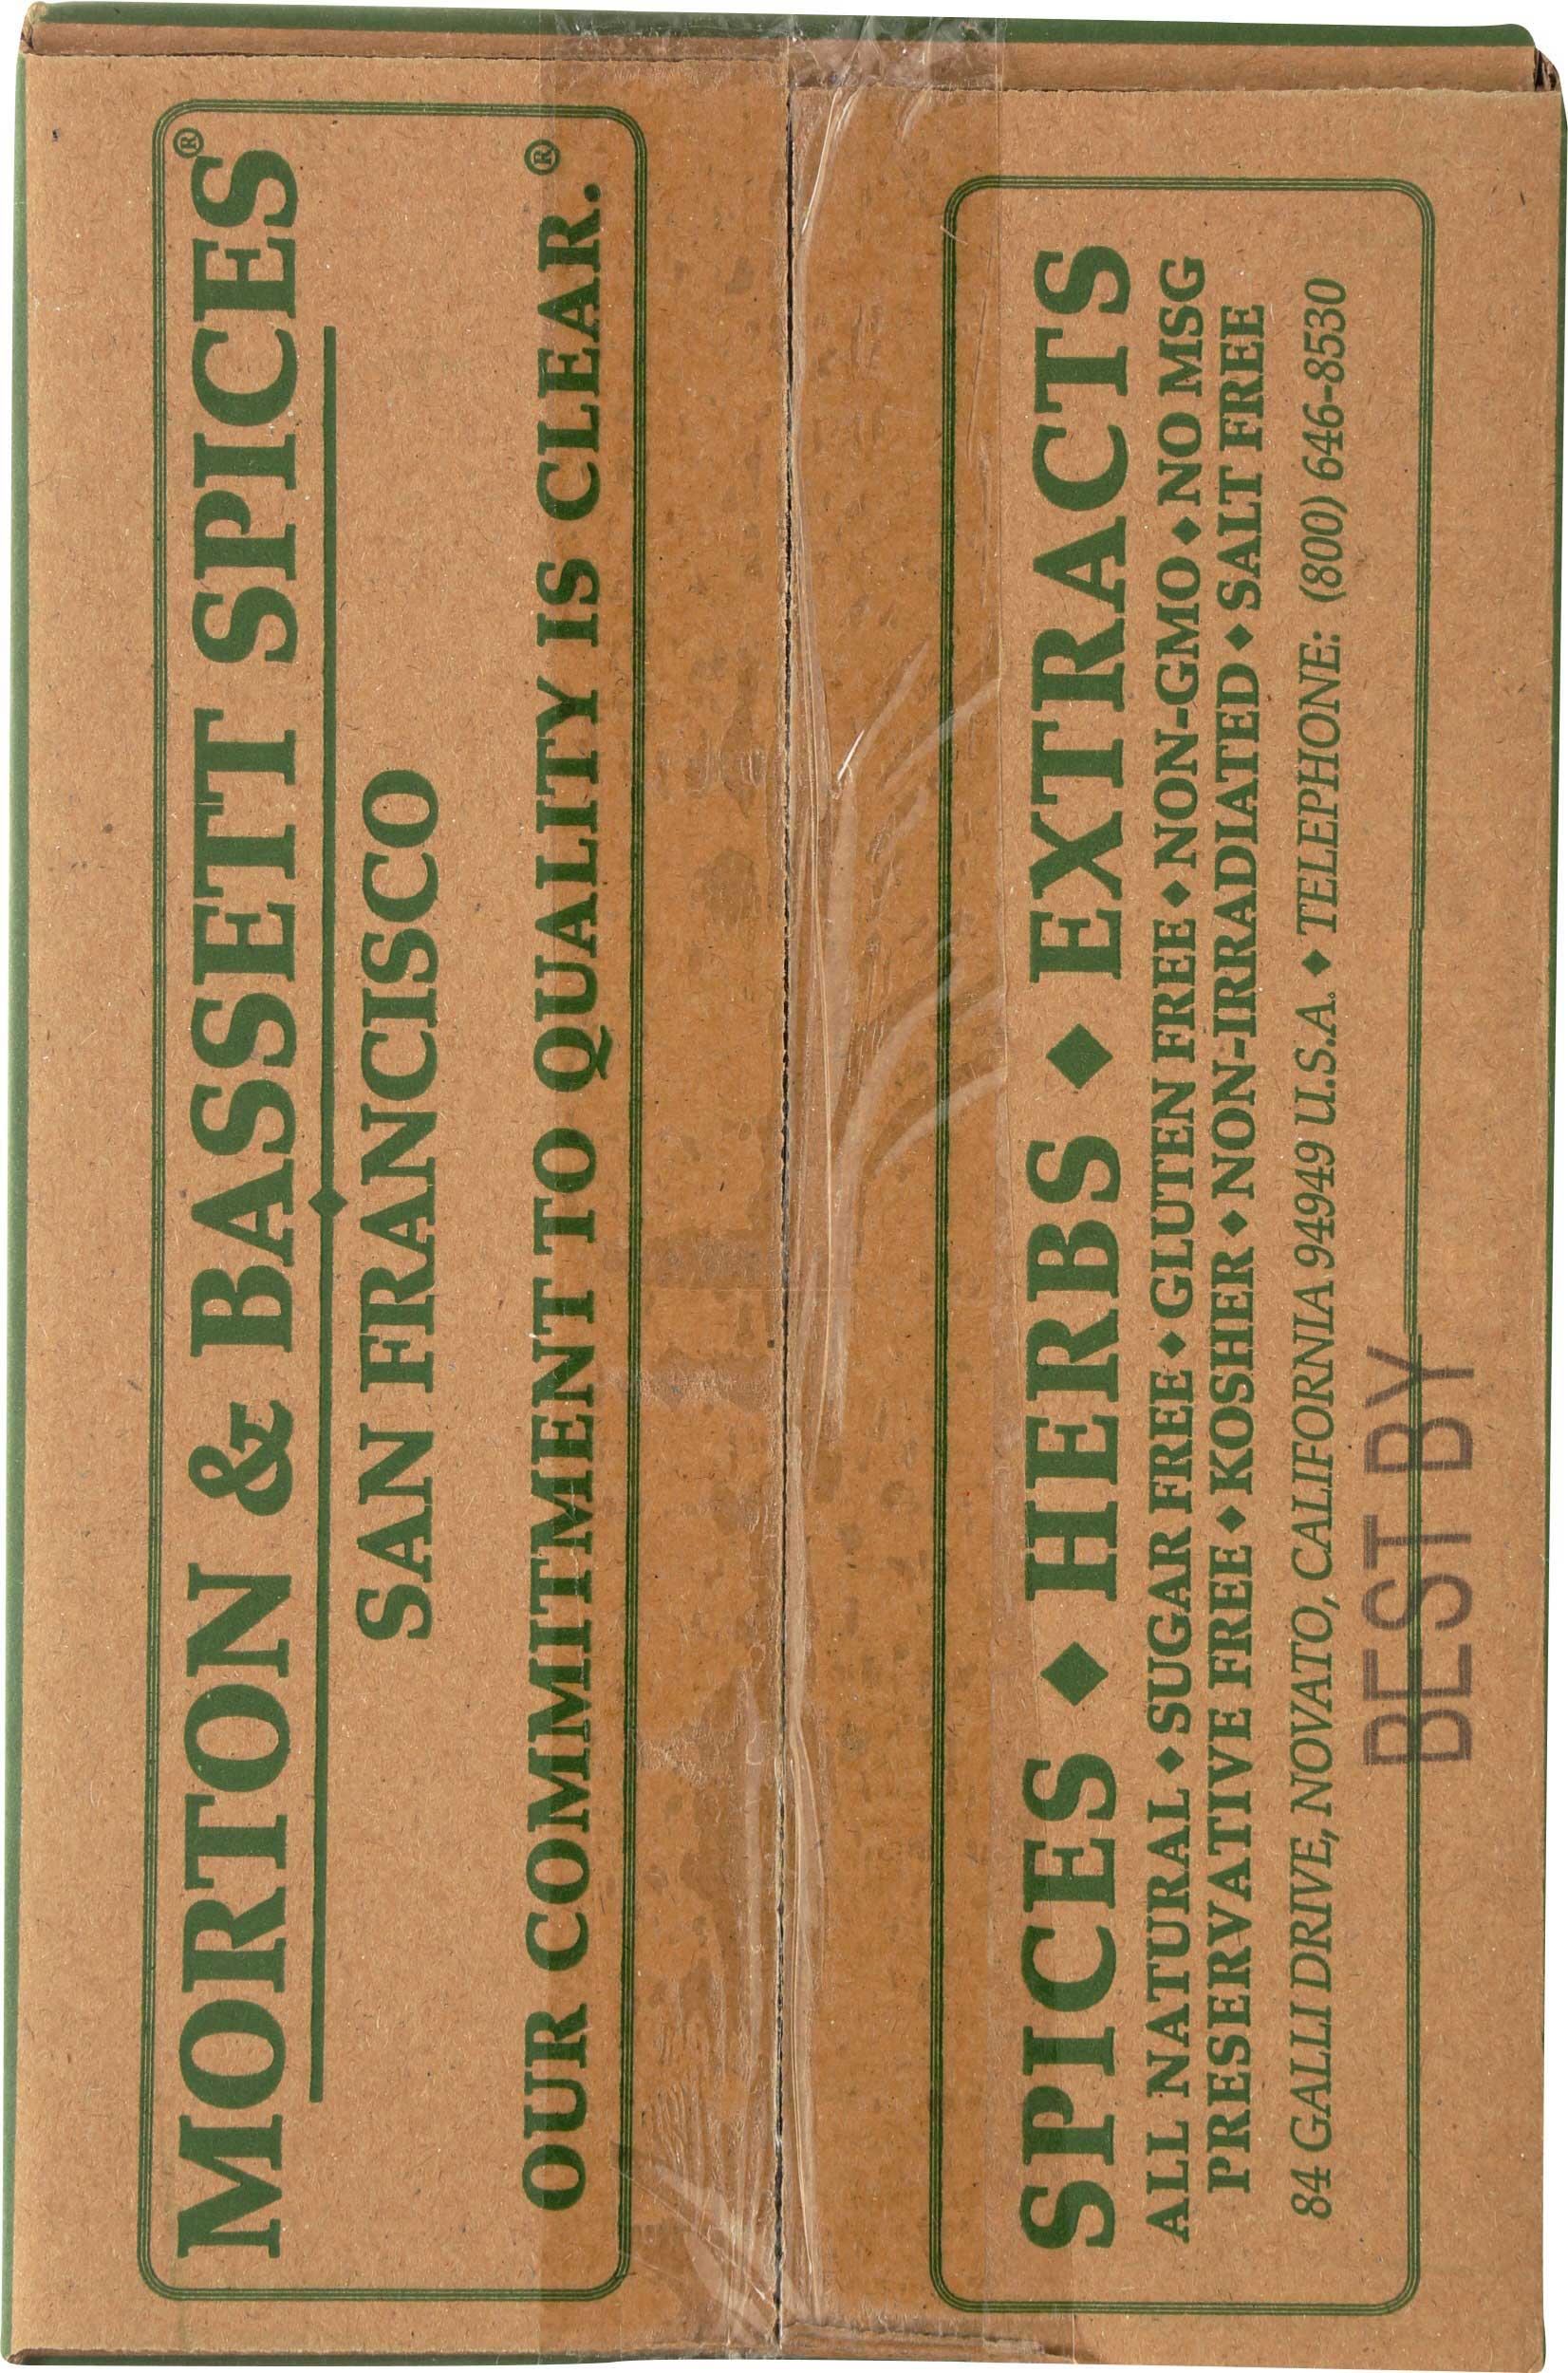 MORTON & BASSETT SPICES®
SAN FRANCISCO
OUR COMMITMENT TO QUALITY IS CLEAR.®
SPICES ◆ HERBS ◆ EXTRACTS
ALL NATURAL ◆ SUGAR FREE ◆ GLUTEN FREE ◆ NON-GMO ◆ NO MSG
PRESERVATIVE FREE ◆ KOSHER ◆ NON-IRRADIATED ◆ SALT FREE
84 GALLI DRIVE, NOVATO, CALIFORNIA 94949 U.S.A. ◆ TELEPHONE: (800) 646-8530
BEST BY